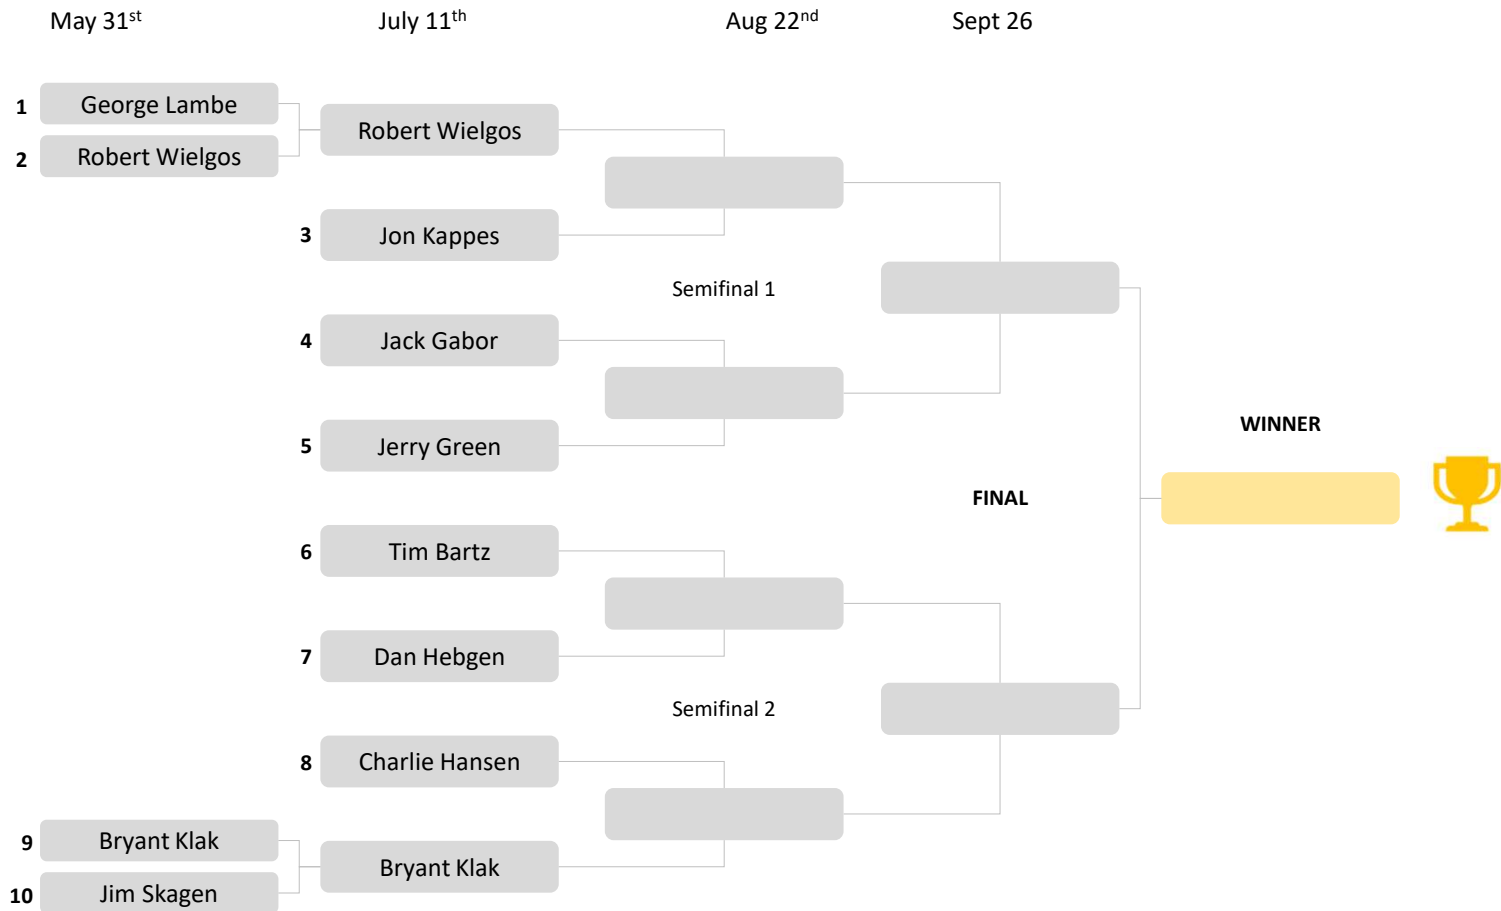 May 31st
July 11th
Aug 22nd
Sept 26
1 George Lambe
2 Robert Wielgos
Robert Wielgos
3 Jon Kappes
Semifinal 1
4 Jack Gabor
5 Jerry Green
WINNER
FINAL
6 Tim Bartz
7 Dan Hebgen
Semifinal 2
8 Charlie Hansen
9 Bryant Klak
Bryant Klak
10 Jim Skagen